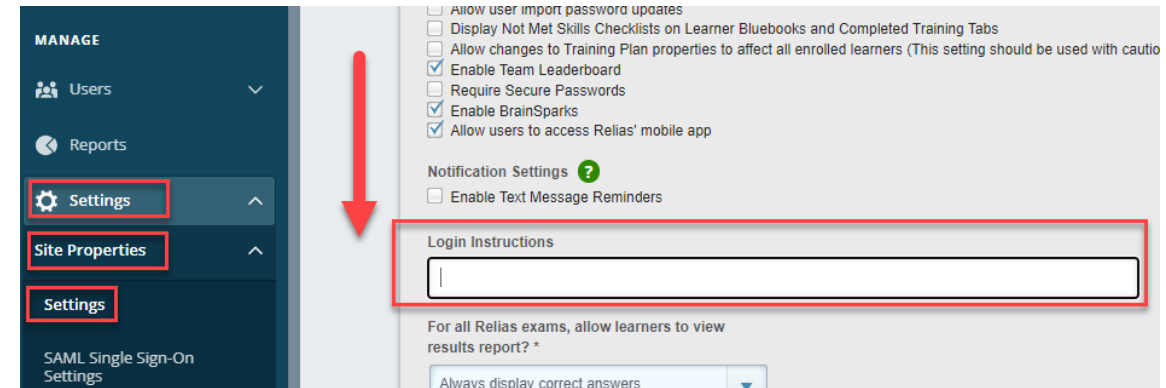 MANAGE
Users
Reports
Settings
Site Properties
Settings
SAML Single Sign-On
Settings
Allow user import password updates
Display Not Met Skills Checklists on Learner Bluebooks and Completed Training Tabs
Allow changes to Training Plan properties to affect all enrolled learners (This setting should be used with cautio
Enable Team Leaderboard
Require Secure Passwords
Enable BrainSparks
Allow users to access Relias' mobile app
Notification Settings ?
Enable Text Message Reminders
Login Instructions
For all Relias exams, allow learners to view
results report? *
Always display correct answers